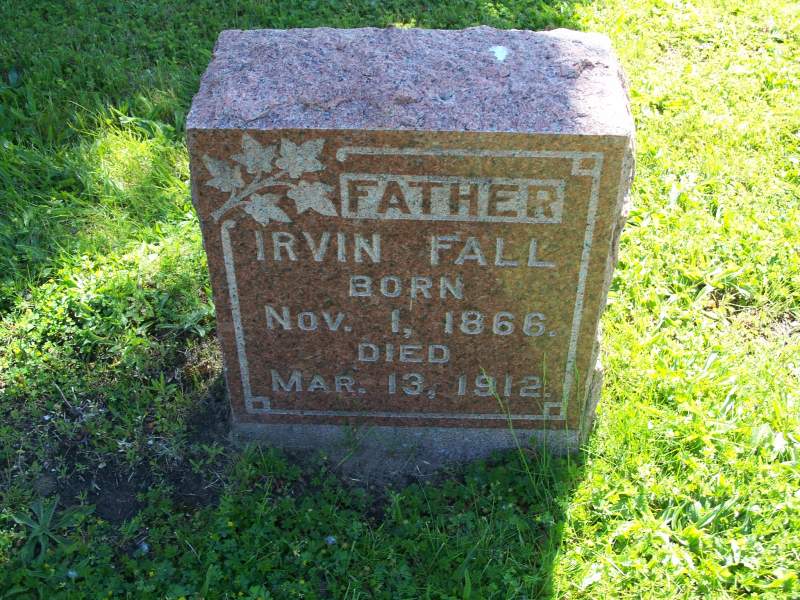 FATHER
IRVIN FALL
BORN
NOV. 1, 1866.
DIED
MAR. 13, 1912.